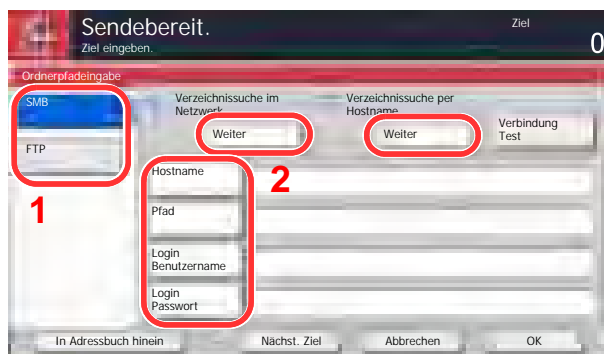 Sendebereit.
Ziel
Ziel eingeben.
0
Ordnerpfadeingabe
SMB
FTP
1
Verzeichnissuche im
Netzwerk
Weiter
Verzeichnissuche per
Hostname
Weiter
Verbindung
Test
2
Hostname
Pfad
Login
Benutzername
Login
Passwort
In Adressbuch hinein
Nächst. Ziel
Abbrechen
OK